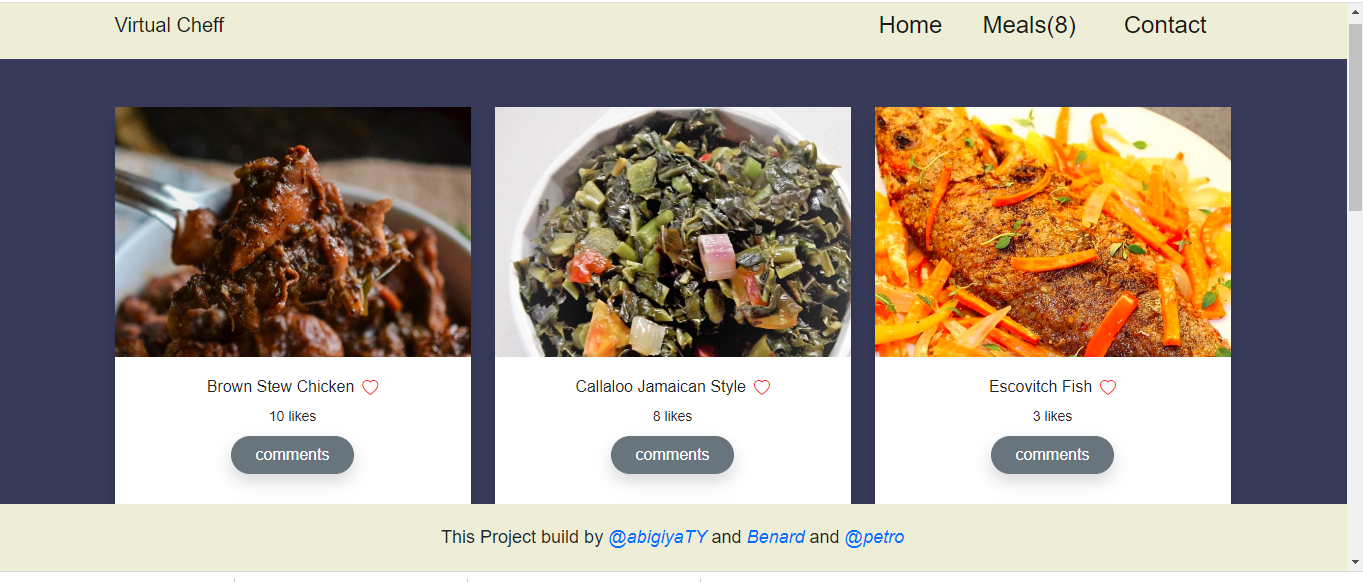 Virtual Cheff Home Meals(8) Contact
Brown Stew Chicken
10 likes
comments
Callaloo Jamaican Style
8 likes
comments
Escovitch Fish
3 likes
comments
This Project build by @abigiyaTY and Benard and @petro